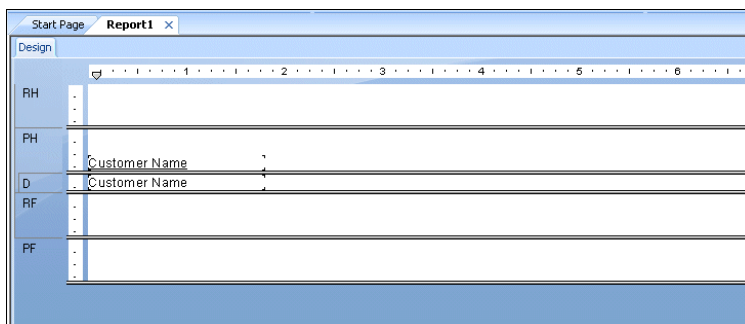 Start Page Report1 ×
Design
1 2 3 4 5 6
RH
PH
Customer Name
D Customer Name
RF
PF